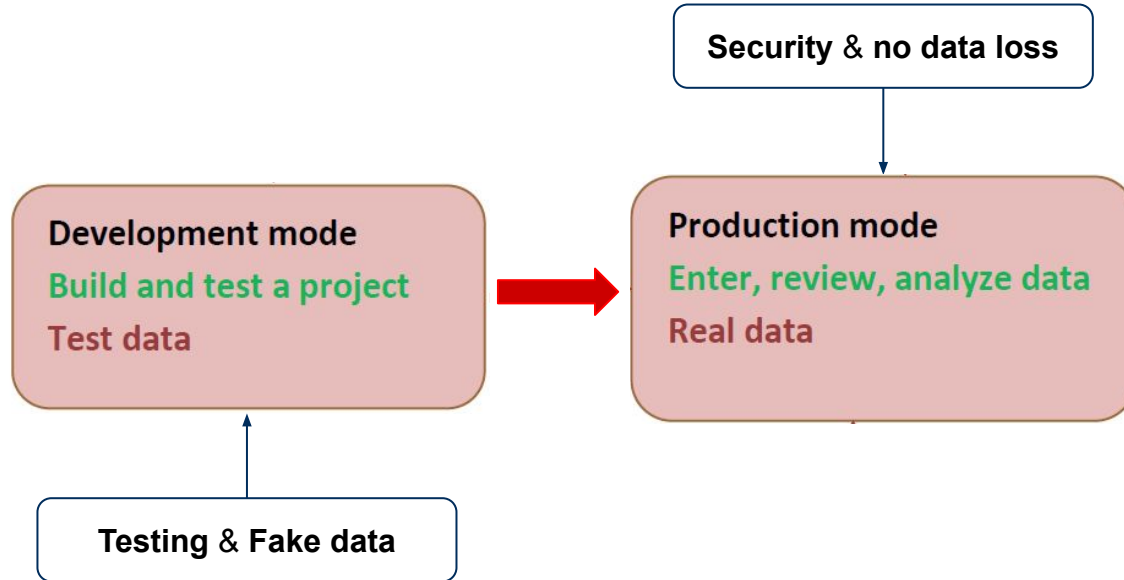 Security & no data loss
Development mode
Build and test a project
Test data
Production mode
Enter, review, analyze data
Real data
Testing & Fake data